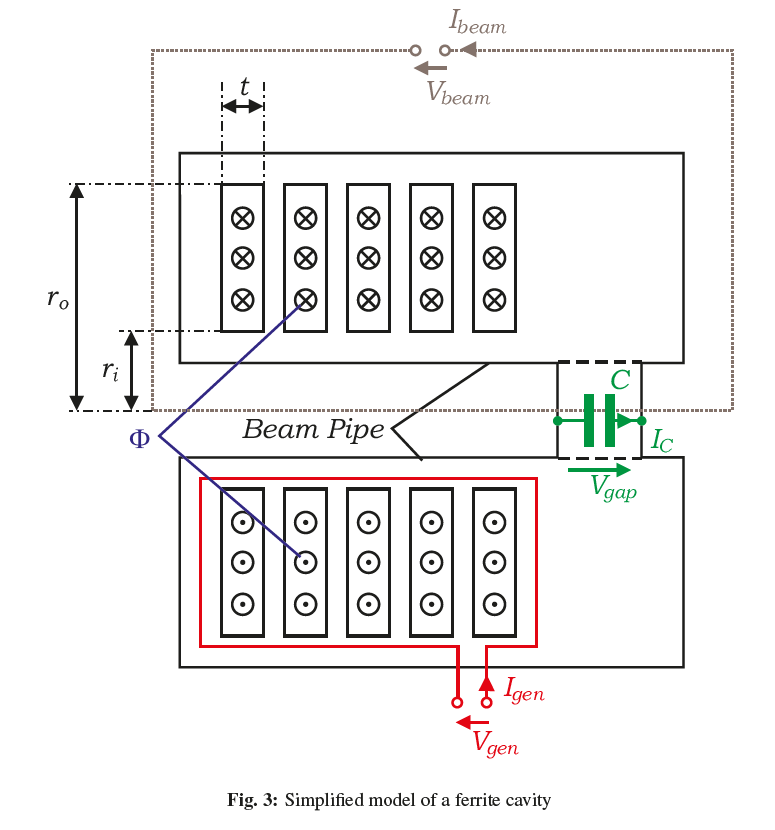 I_beam
V_beam
t
r_o
r_i
C
Beam Pipe
Φ
I_C
V_gap
I_gen
V_gen
Fig. 3: Simplified model of a ferrite cavity